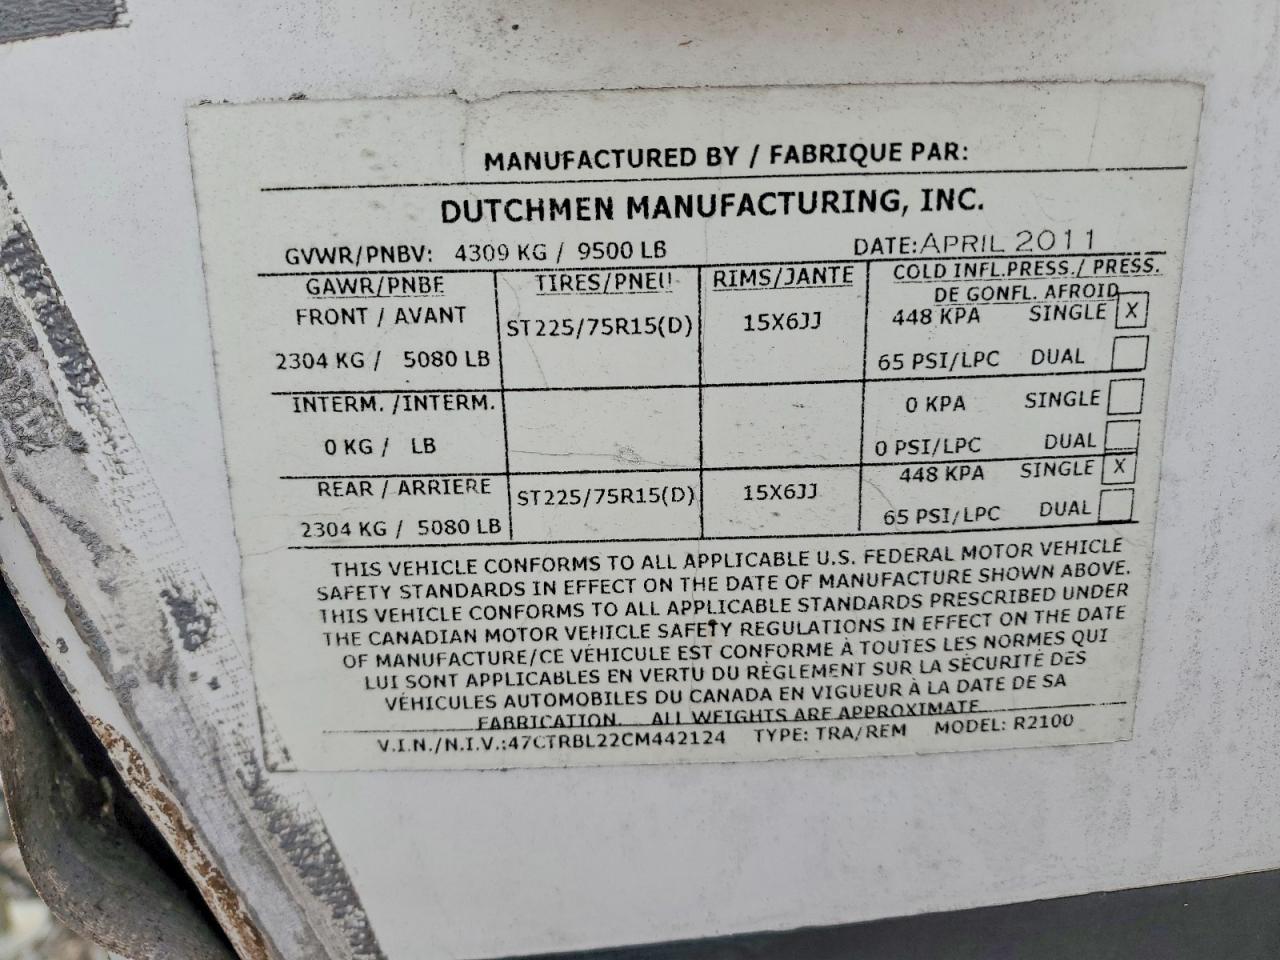 MANUFACTURED BY / FABRIQUE PAR:
DUTCHMEN MANUFACTURING, INC.
GVWR/PNBV: 4309 KG / 9500 LB DATE: APRIL 2011
GAWR/PNBE TIRES/PNEU RIMS/JANTE COLD INFL.PRESS./ PRESS.
DE GONFL. AFROID
FRONT / AVANT ST225/75R15(D) 15X6JJ 448 KPA SINGLE X
2304 KG / 5080 LB 65 PSI/LPC DUAL
INTERM. /INTERM. 0 KPA SINGLE
0 KG / LB 0 PSI/LPC DUAL
REAR / ARRIERE ST225/75R15(D) 15X6JJ 448 KPA SINGLE X
2304 KG / 5080 LB 65 PSI/LPC DUAL
THIS VEHICLE CONFORMS TO ALL APPLICABLE U.S. FEDERAL MOTOR VEHICLE
SAFETY STANDARDS IN EFFECT ON THE DATE OF MANUFACTURE SHOWN ABOVE.
THIS VEHICLE CONFORMS TO ALL APPLICABLE STANDARDS PRESCRIBED UNDER
THE CANADIAN MOTOR VEHICLE SAFETY REGULATIONS IN EFFECT ON THE DATE
OF MANUFACTURE/CE VÉHICULE EST CONFORME À TOUTES LES NORMES QUI
LUI SONT APPLICABLES EN VERTU DU RÈGLEMENT SUR LA SÉCURITÉ DES
VÉHICULES AUTOMOBILES DU CANADA EN VIGUEUR À LA DATE DE SA
FABRICATION. ALL WEIGHTS ARE APPROXIMATE
V.I.N./N.I.V.:47CTRBL22CM442124 TYPE: TRA/REM MODEL: R2100